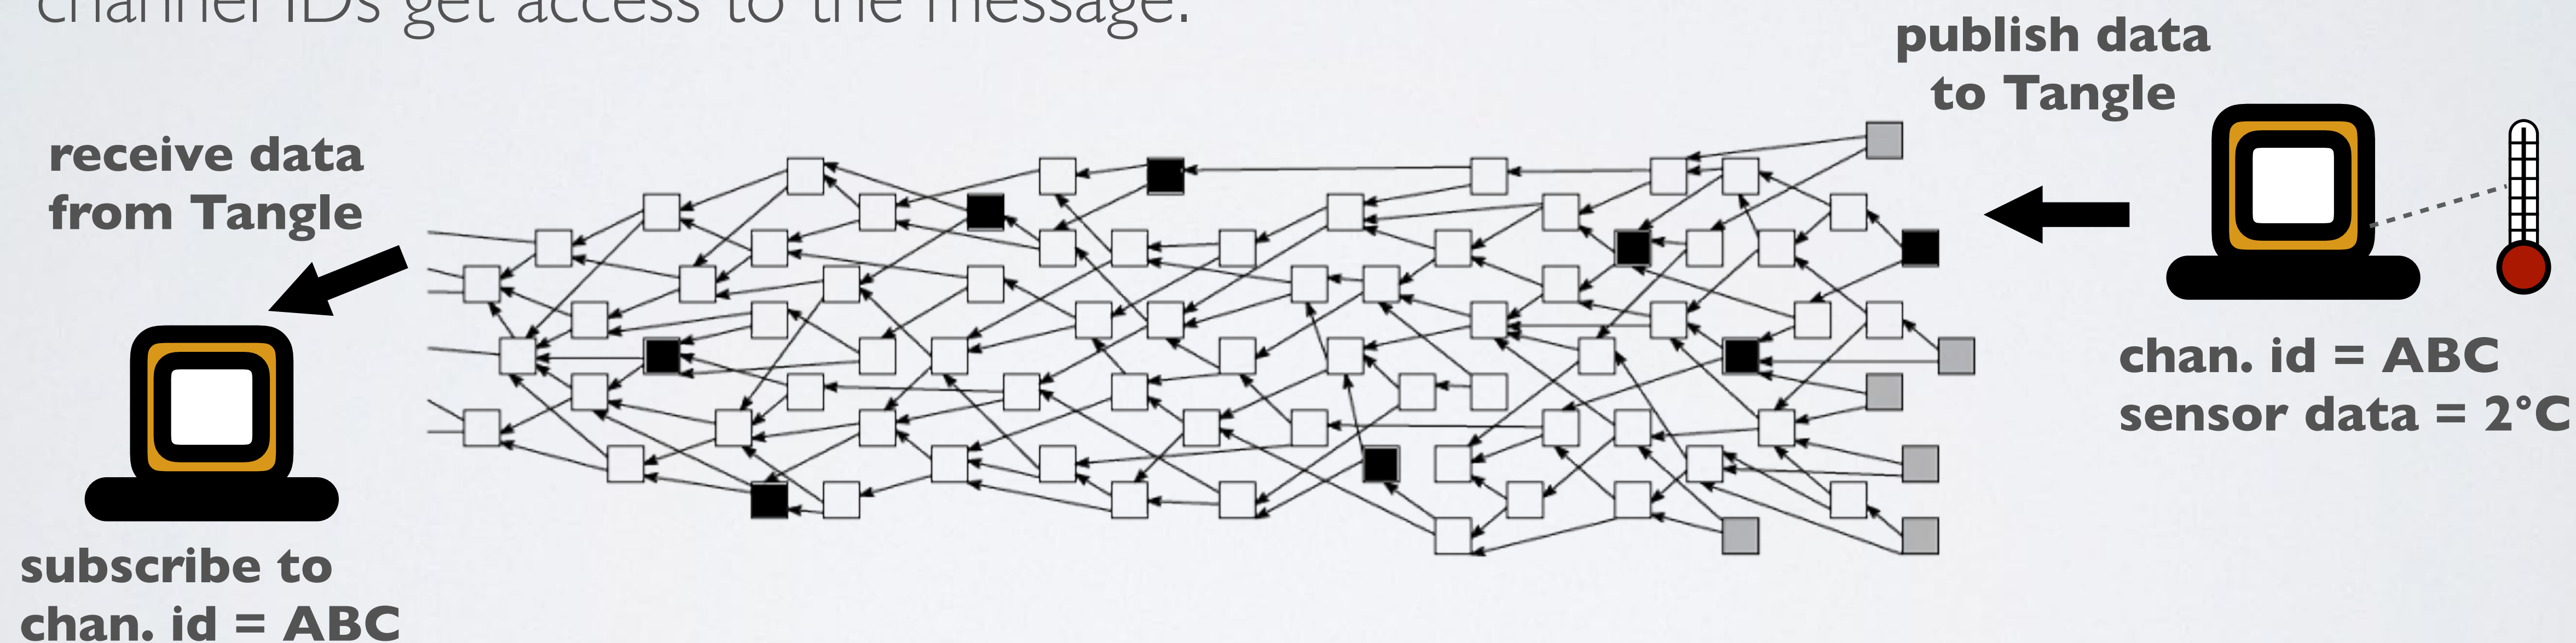 channel IDs get access to the message.
publish data
to Tangle
receive data
from Tangle
chan. id = ABC
sensor data = 2°C
subscribe to
chan. id = ABC